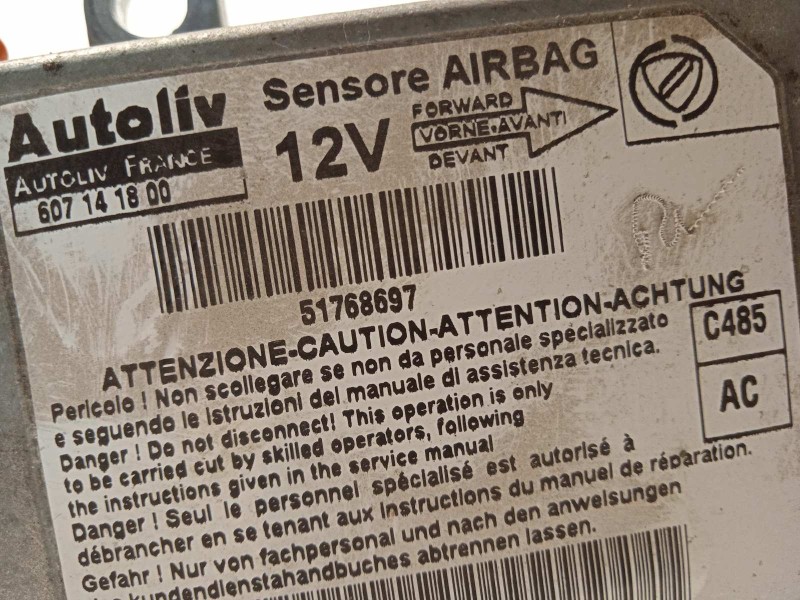 Autoliv
Sensore AIRBAG
AUTOLIV FRANCE
607 14 18 00
12V
FORWARD
VORNE-AVANTI
DEVANT
51768697
ATTENZIONE-CAUTION-ATTENTION-ACHTUNG
Pericolo ! Non scollegare se non da personale spécializzato
e seguendo le istruzioni del manuale di assistenza tecnica.
Danger ! Do not disconnect! This operation is only
to be carried cut by skilled operators, following
the instructions given in the service manual
Danger ! Seul le personnel spécialisé est autorisé à
débrancher en se tenant aux instructions du manuel de réparation.
Gefahr ! Nur von fachpersonal und nach den anweisungen
kundendienstahandbuches abtrennen lassen.
C485
AC